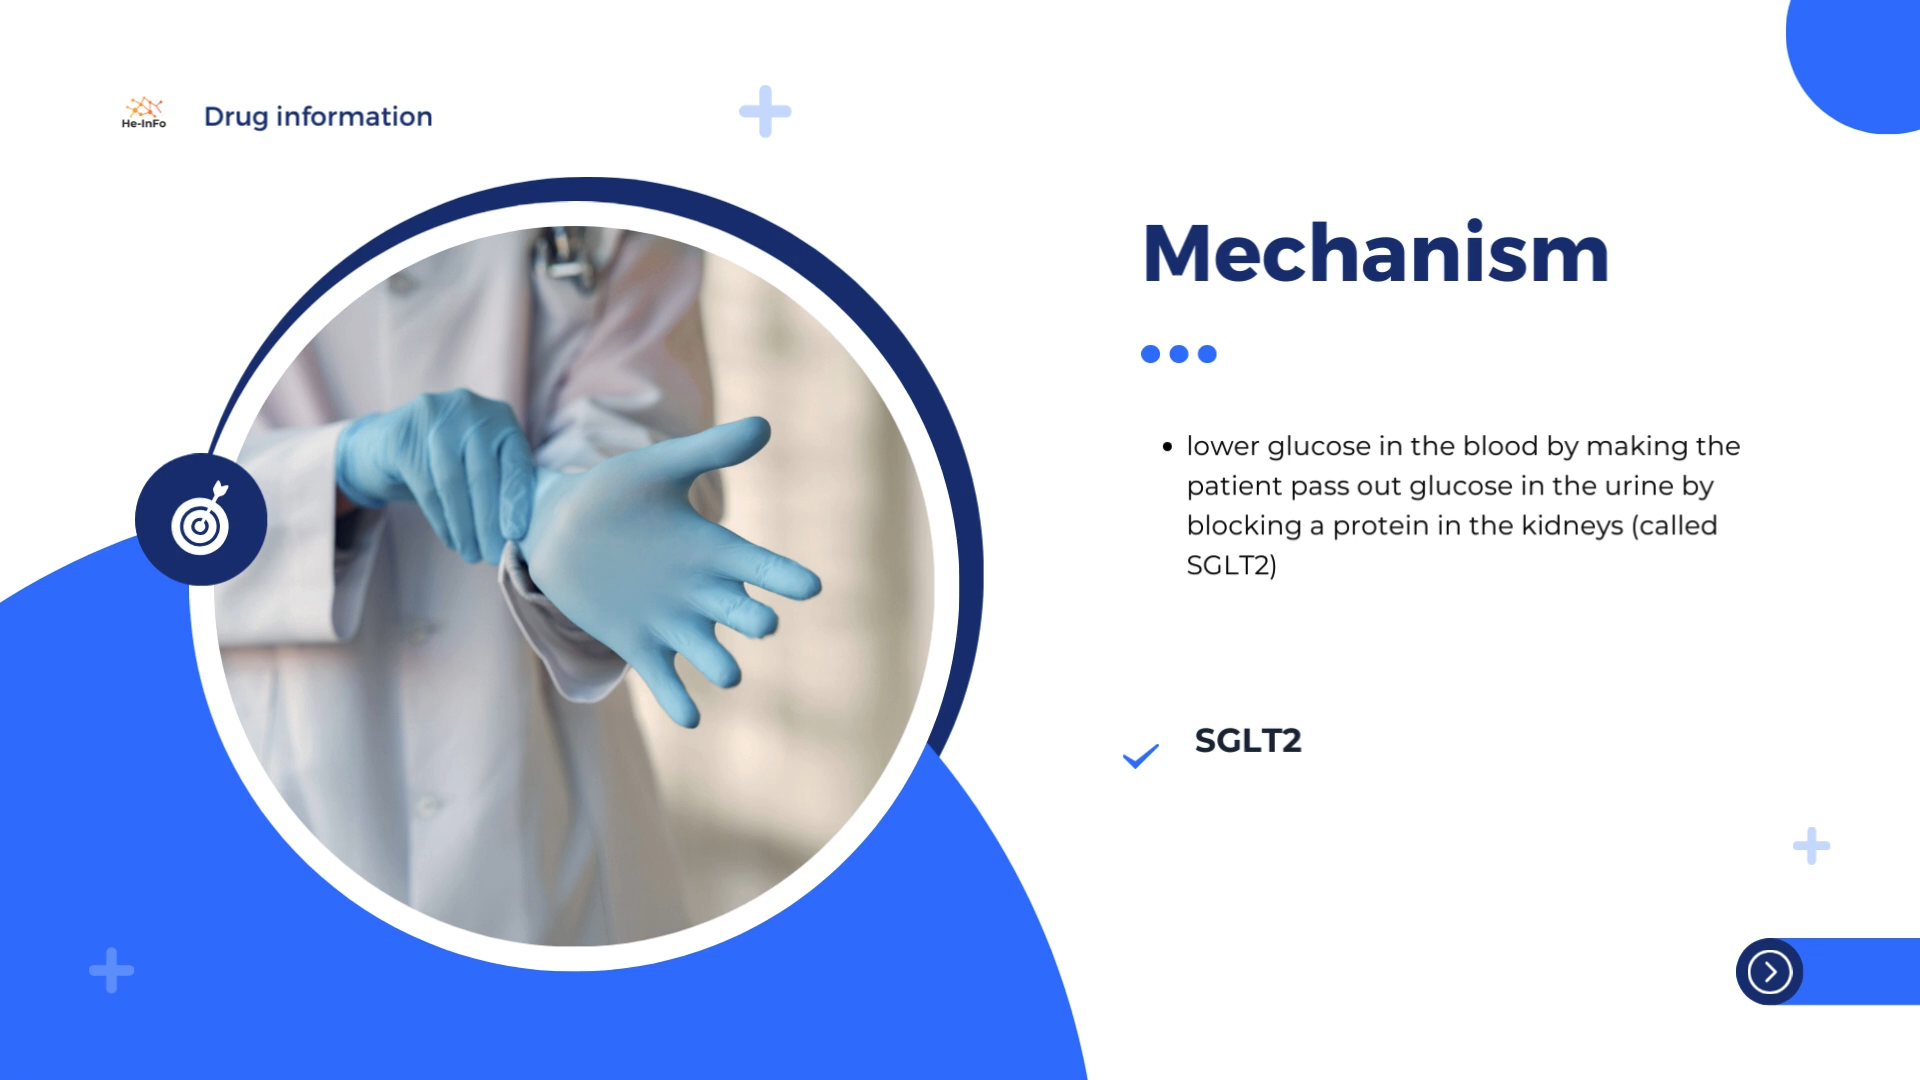 He-InFo
Drug information
Mechanism
• lower glucose in the blood by making the
patient pass out glucose in the urine by
blocking a protein in the kidneys (called
SGLT2)
SGLT2